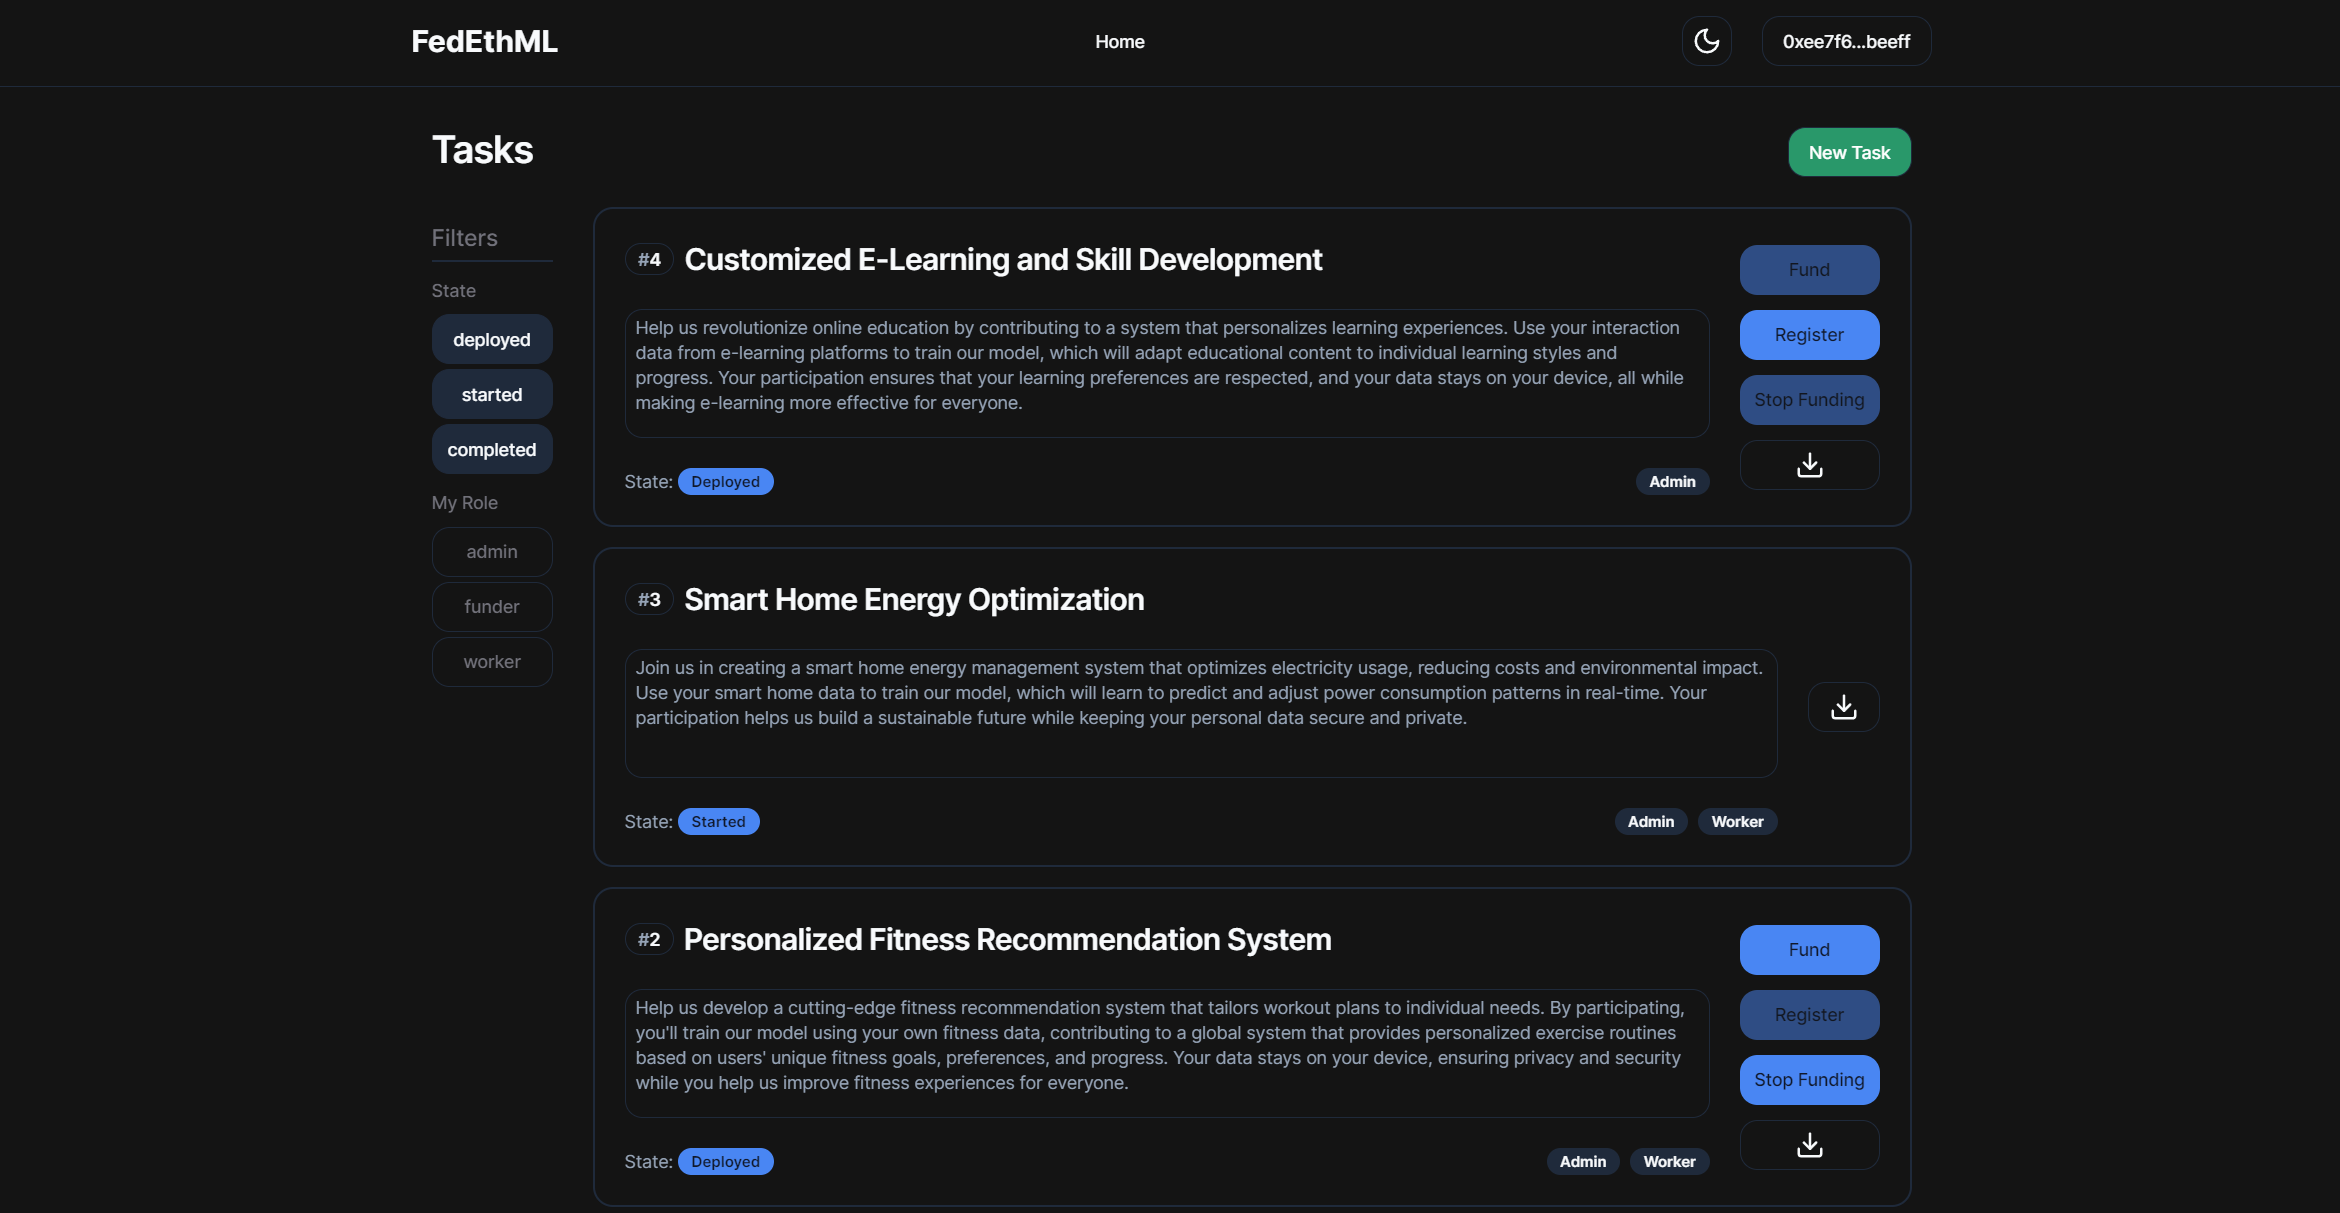 FedEthML
Home
0xee7f6...beeff
Tasks
New Task
Filters
State
deployed
started
completed
My Role
admin
funder
worker
#4 Customized E-Learning and Skill Development
Help us revolutionize online education by contributing to a system that personalizes learning experiences. Use your interaction
data from e-learning platforms to train our model, which will adapt educational content to individual learning styles and
progress. Your participation ensures that your learning preferences are respected, and your data stays on your device, all while
making e-learning more effective for everyone.
State: Deployed
Admin
Fund
Register
Stop Funding
#3 Smart Home Energy Optimization
Join us in creating a smart home energy management system that optimizes electricity usage, reducing costs and environmental impact.
Use your smart home data to train our model, which will learn to predict and adjust power consumption patterns in real-time. Your
participation helps us build a sustainable future while keeping your personal data secure and private.
State: Started
Admin Worker
#2 Personalized Fitness Recommendation System
Help us develop a cutting-edge fitness recommendation system that tailors workout plans to individual needs. By participating,
you'll train our model using your own fitness data, contributing to a global system that provides personalized exercise routines
based on users' unique fitness goals, preferences, and progress. Your data stays on your device, ensuring privacy and security
while you help us improve fitness experiences for everyone.
State: Deployed
Admin Worker
Fund
Register
Stop Funding